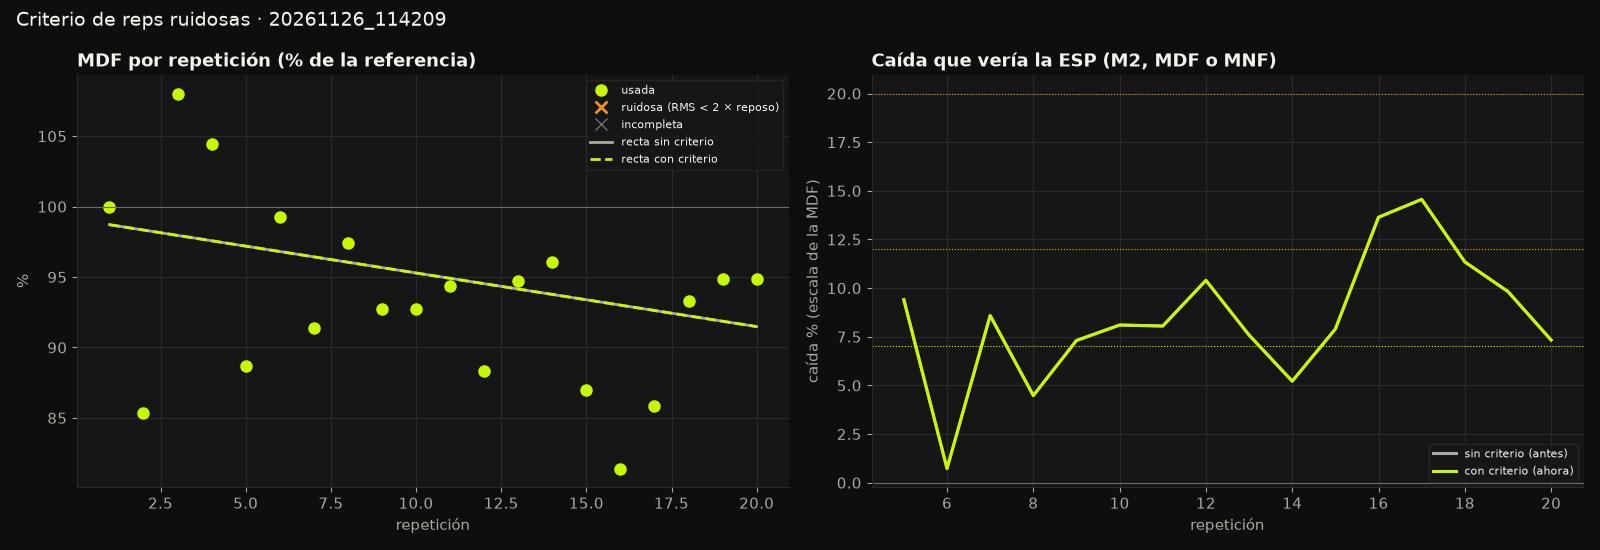 Criterio de reps ruidosas · 20261126_114209
MDF por repetición (% de la referencia)
usada
ruidosa (RMS < 2 × reposo)
incompleta
recta sin criterio
recta con criterio
%
105
100
95
90
85
2.5 5.0 7.5 10.0 12.5 15.0 17.5 20.0
repetición
Caída que vería la ESP (M2, MDF o MNF)
caída % (escala de la MDF)
20.0
17.5
15.0
12.5
10.0
7.5
5.0
2.5
0.0
sin criterio (antes)
con criterio (ahora)
6 8 10 12 14 16 18 20
repetición